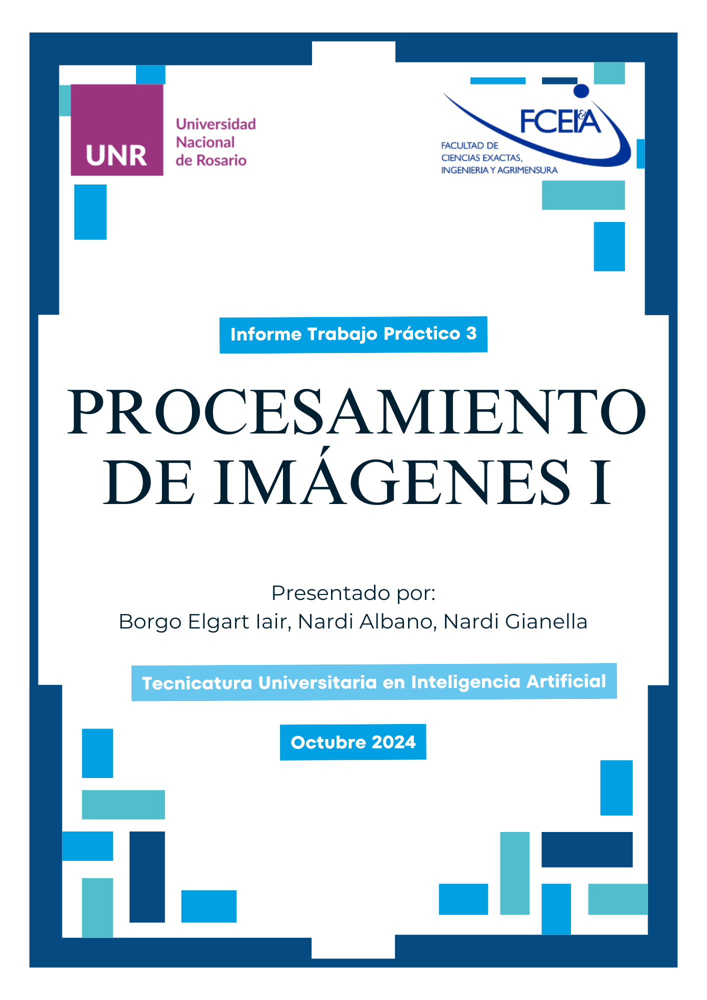 UNR
Universidad
Nacional
de Rosario
FCEI&A
FACULTAD DE
CIENCIAS EXACTAS,
INGENIERIA Y AGRIMENSURA
Informe Trabajo Práctico 3
PROCESAMIENTO
DE IMÁGENES I
Presentado por:
Borgo Elgart Iair, Nardi Albano, Nardi Gianella
Tecnicatura Universitaria en Inteligencia Artificial
Octubre 2024